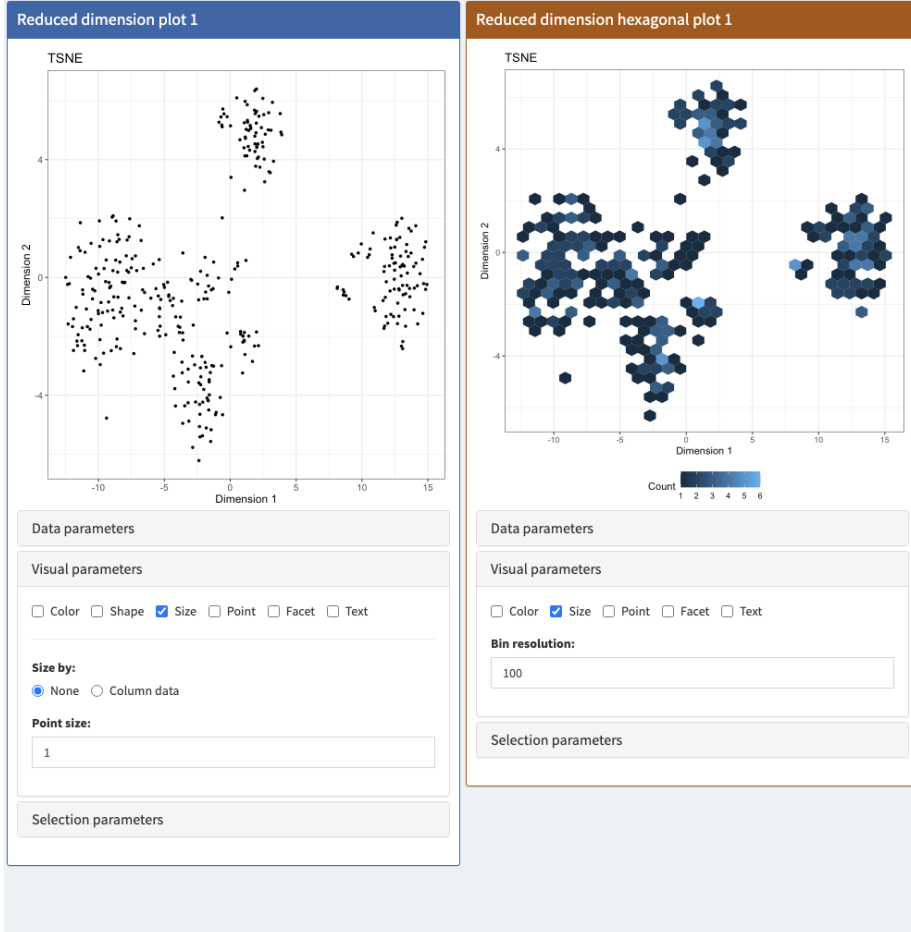 Reduced dimension plot 1
TSNE
4
0
-4
Dimension 2
-10 -5 0 5 10 15
Dimension 1
Data parameters
Visual parameters
Color Shape Size Point Facet Text
Size by:
None Column data
Point size:
1
Selection parameters
Reduced dimension hexagonal plot 1
TSNE
4
0
-4
Dimension 2
-10 -5 0 5 10 15
Dimension 1
Count
1 2 3 4 5 6
Data parameters
Visual parameters
Color Size Point Facet Text
Bin resolution:
100
Selection parameters